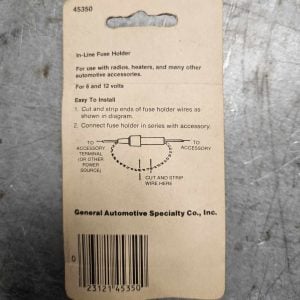 45350
In-Line Fuse Holder
For use with radios, heaters, and many other
automotive accessories.
For 6 and 12 volts
Easy To Install
1. Cut and strip ends of fuse holder wires as
shown in diagram.
2. Connect fuse holder in series with accessory.
TO
ACCESSORY
TERMINAL
(OR OTHER
POWER
SOURCE)
TO
ACCESSORY
CUT AND STRIP
WIRE HERE
General Automotive Specialty Co., Inc.
0
23121 45350